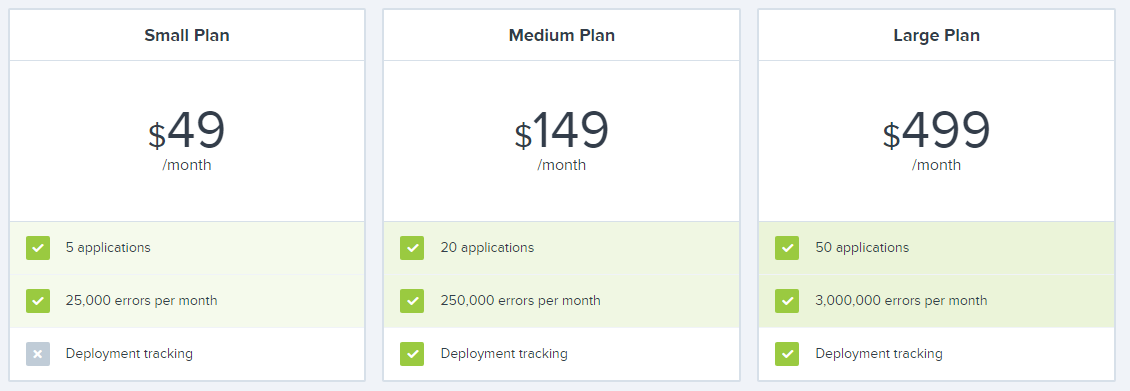 Small Plan
$49
/month
5 applications
25,000 errors per month
Deployment tracking
Medium Plan
$149
/month
20 applications
250,000 errors per month
Deployment tracking
Large Plan
$499
/month
50 applications
3,000,000 errors per month
Deployment tracking